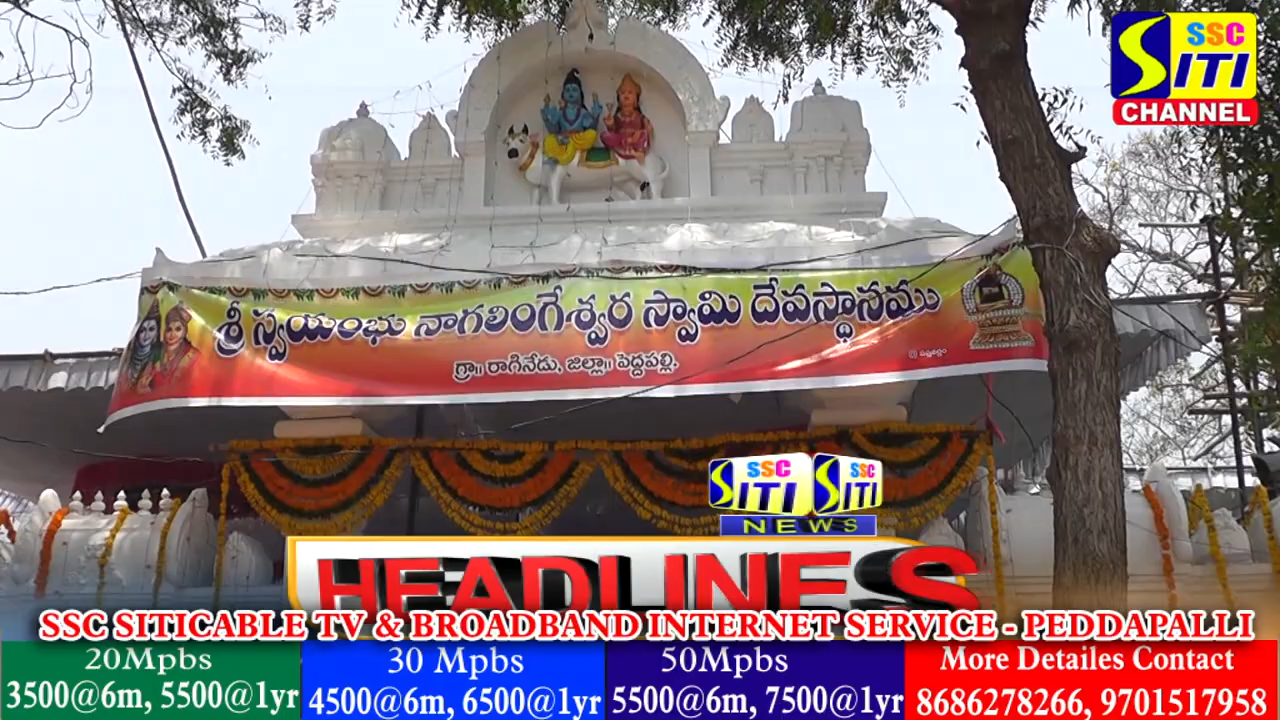 SSC
SITI
CHANNEL
శ్రీ స్వయంభు నాగలింగేశ్వర స్వామి దేవస్థానము
గ్రా॥ రాగినేడు, జిల్లా॥ పెద్దపల్లి.
SSC SSC
SITI SITI
NEWS
HEADLINES
SSC SITICABLE TV & BROADBAND INTERNET SERVICE - PEDDAPALLI
20Mpbs 30 Mpbs 50Mpbs More Detailes Contact
3500@6m, 5500@1yr 4500@6m, 6500@1yr 5500@6m, 7500@1yr 8686278266, 9701517958